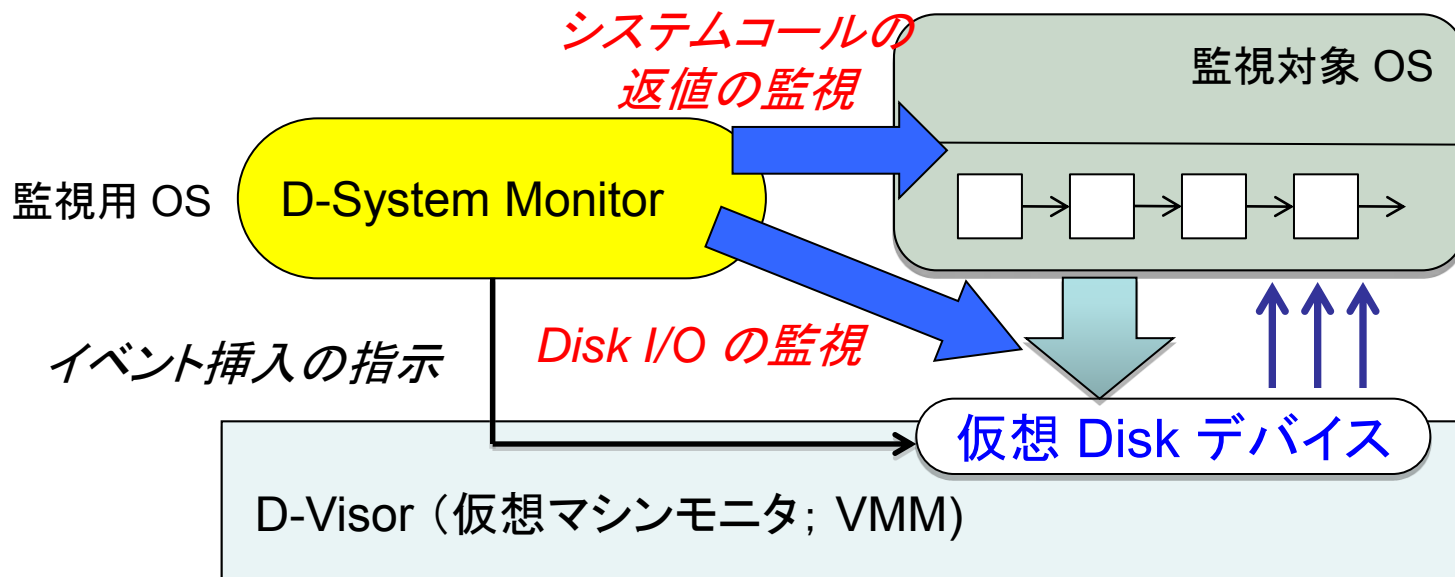 システムコールの
返値の監視
監視対象 OS
監視用 OS
D-System Monitor
イベント挿入の指示
Disk I/O の監視
仮想 Disk デバイス
D-Visor（仮想マシンモニタ; VMM)